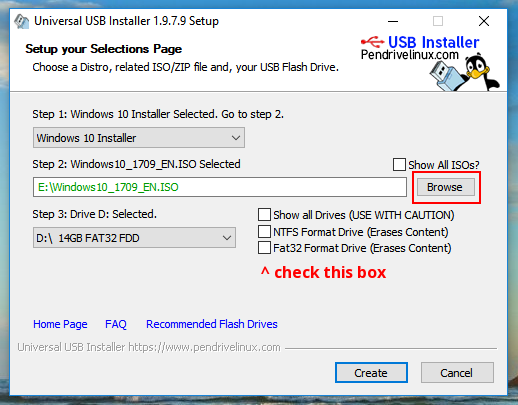 Universal USB Installer 1.9.7.9 Setup
Setup your Selections Page
Choose a Distro, related ISO/ZIP file and, your USB Flash Drive.
USB Installer
Pendrivelinux.com
Step 1: Windows 10 Installer Selected. Go to step 2.
Windows 10 Installer
Step 2: Windows10_1709_EN.ISO Selected
Show All ISOs?
E:\Windows10_1709_EN.ISO
Browse
Step 3: Drive D: Selected.
Show all Drives (USE WITH CAUTION)
D:\ 14GB FAT32 FDD
NTFS Format Drive (Erases Content)
Fat32 Format Drive (Erases Content)
^ check this box
Home Page FAQ Recommended Flash Drives
Universal USB Installer https://www.pendrivelinux.com
Create Cancel